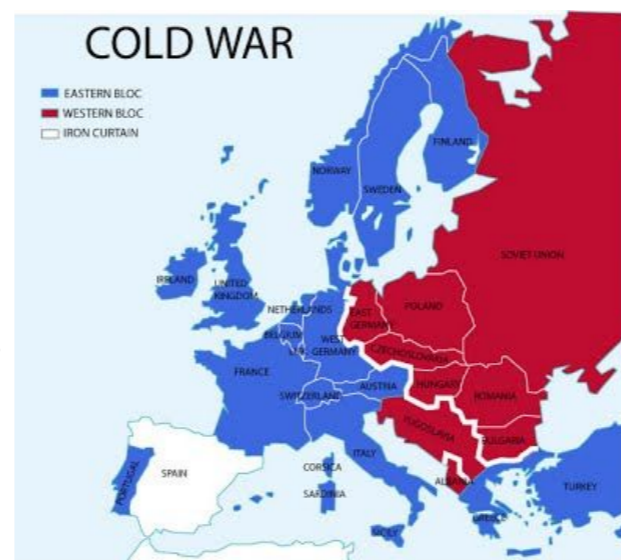 COLD WAR
EASTERN BLOC
WESTERN BLOC
IRON CURTAIN
FINLAND
NORWAY
SWEDEN
SOVIET UNION
IRELAND
UNITED
KINGDOM
NETHERLANDS
POLAND
EAST
GERMANY
BELGIUM
WEST
GERMANY
LUX.
CZECHOSLOVAKIA
FRANCE
SWITZERLAND
AUSTRIA
HUNGARY
ROMANIA
YUGOSLAVIA
BULGARIA
ITALY
CORSICA
SARDINIA
PORTUGAL
SPAIN
ALBANIA
TURKEY
GREECE
SICILY